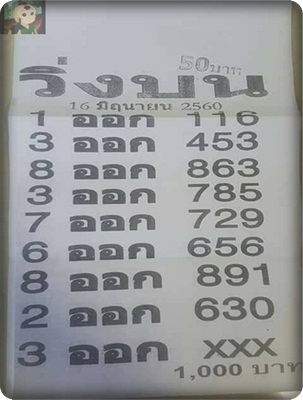 50บาท
วิ่งบน
16 มิถุนายน 2560
1 ออก 116
3 ออก 453
8 ออก 863
3 ออก 785
7 ออก 729
6 ออก 656
8 ออก 891
2 ออก 630
3 ออก xxx
1,000 บาท